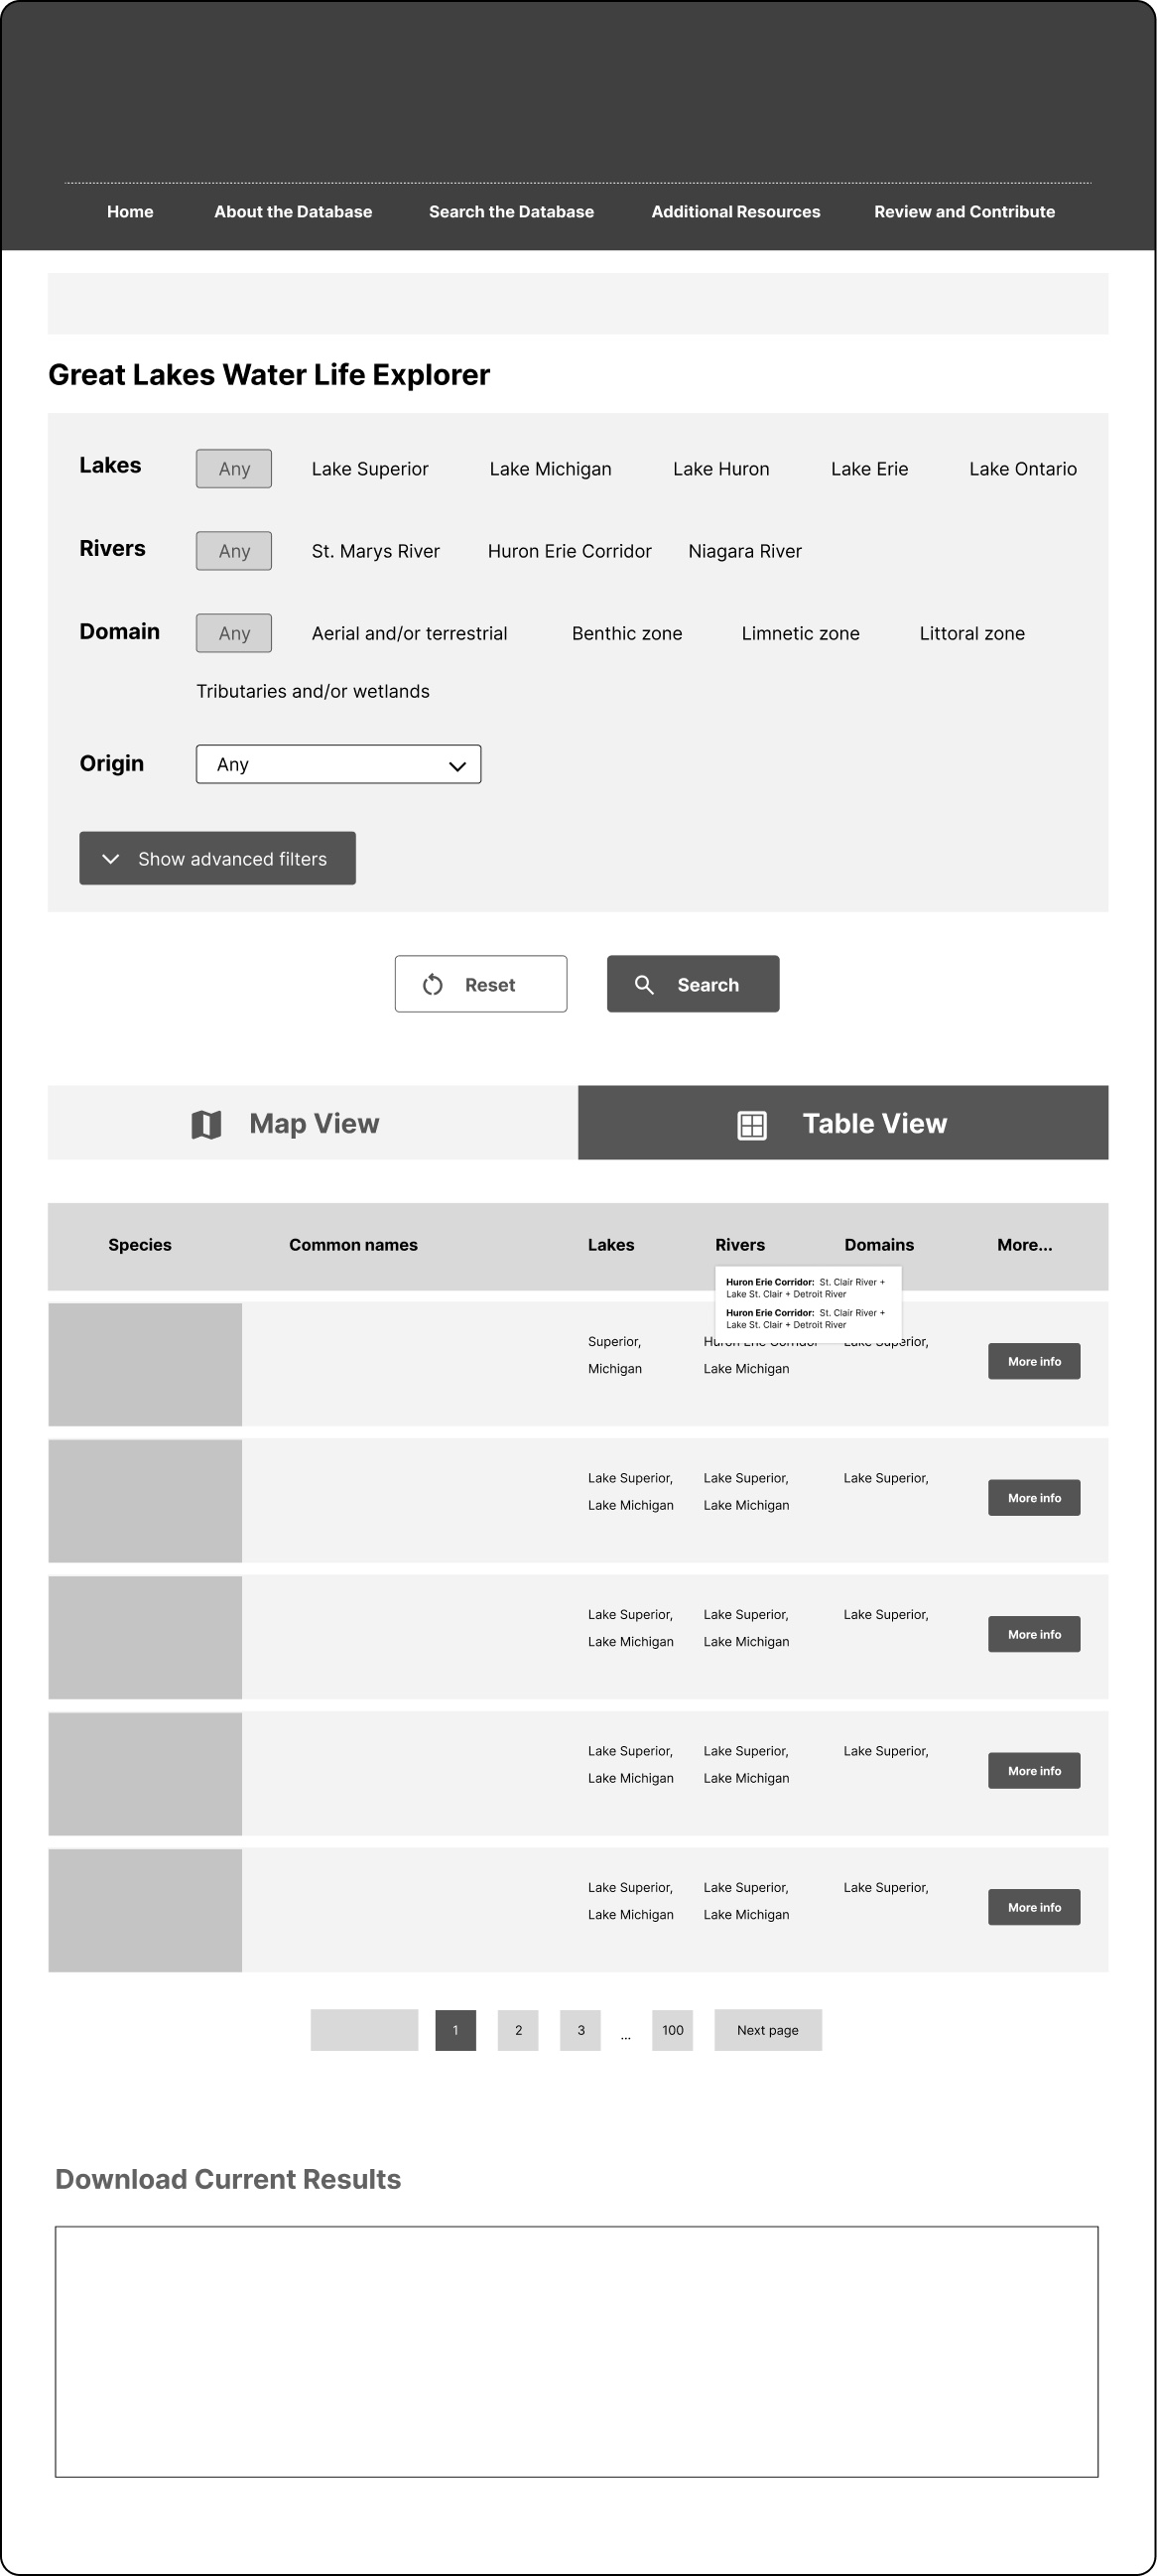 Home About the Database Search the Database Additional Resources Review and Contribute
Great Lakes Water Life Explorer
Lakes Any Lake Superior Lake Michigan Lake Huron Lake Erie Lake Ontario
Rivers Any St. Marys River Huron Erie Corridor Niagara River
Domain Any Aerial and/or terrestrial Benthic zone Limnetic zone Littoral zone
Tributaries and/or wetlands
Origin Any
Show advanced filters
Reset Search
Map View Table View
Species Common names Lakes Rivers Domains More...
Huron Erie Corridor: St. Clair River +
Lake St. Clair + Detroit River
Huron Erie Corridor: St. Clair River +
Lake St. Clair + Detroit River
Superior, Huron Erie Corridor Lake Superior,
Michigan Lake Michigan
More info
Lake Superior, Lake Superior, Lake Superior,
Lake Michigan Lake Michigan
More info
Lake Superior, Lake Superior, Lake Superior,
Lake Michigan Lake Michigan
More info
Lake Superior, Lake Superior, Lake Superior,
Lake Michigan Lake Michigan
More info
Lake Superior, Lake Superior, Lake Superior,
Lake Michigan Lake Michigan
More info
1 2 3 ... 100 Next page
Download Current Results